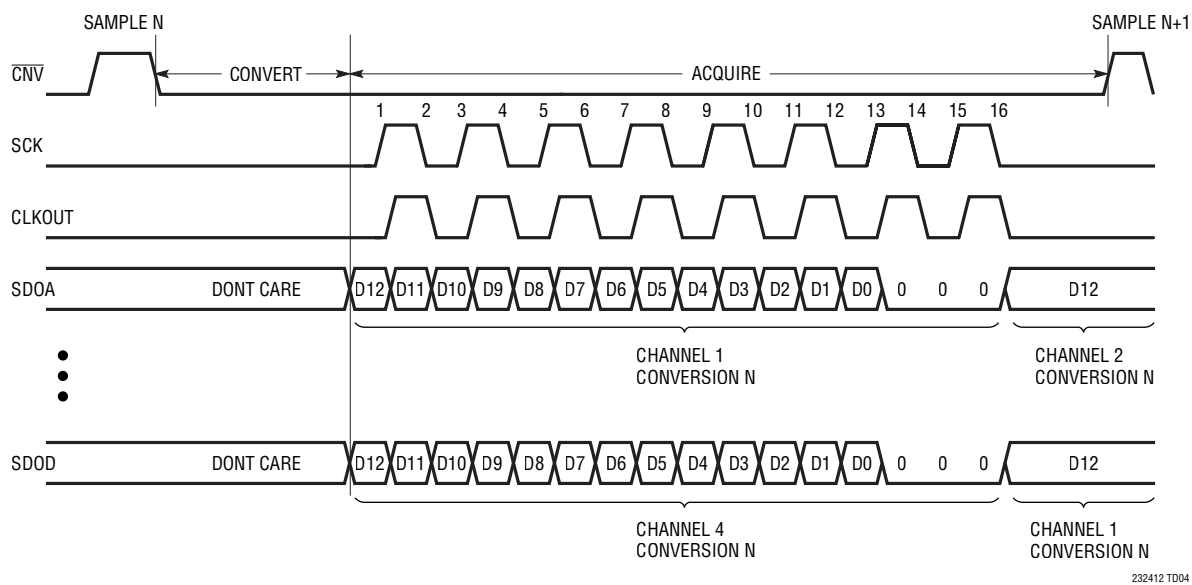 SAMPLE N
SAMPLE N+1
CNV
CONVERT
ACQUIRE
1 2 3 4 5 6 7 8 9 10 11 12 13 14 15 16
SCK
CLKOUT
SDOA DONT CARE D12 D11 D10 D9 D8 D7 D6 D5 D4 D3 D2 D1 D0 0 0 0 D12
CHANNEL 1
CONVERSION N
CHANNEL 2
CONVERSION N
SDOD DONT CARE D12 D11 D10 D9 D8 D7 D6 D5 D4 D3 D2 D1 D0 0 0 0 D12
CHANNEL 4
CONVERSION N
CHANNEL 1
CONVERSION N
232412 TD04